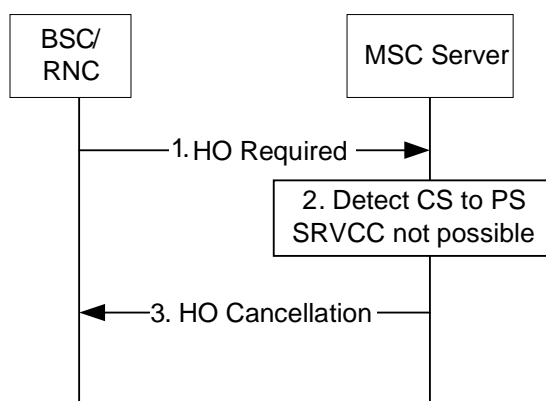 BSC/
RNC
MSC Server
1. HO Required
2. Detect CS to PS
SRVCC not possible
3. HO Cancellation